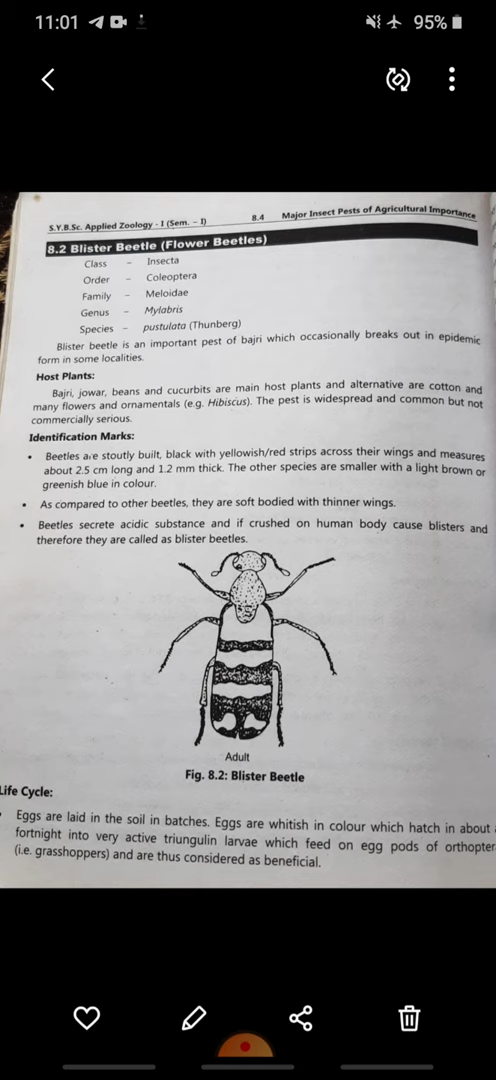 11:01
95%
S.Y.B.Sc. Applied Zoology - I (Sem. – I) 8.4 Major Insect Pests of Agricultural Importance
8.2 Blister Beetle (Flower Beetles)
Class – Insecta
Order – Coleoptera
Family – Meloidae
Genus – Mylabris
Species – pustulata (Thunberg)
Blister beetle is an important pest of bajri which occasionally breaks out in epidemic
form in some localities.
Host Plants:
Bajri, jowar, beans and cucurbits are main host plants and alternative are cotton and
many flowers and ornamentals (e.g. Hibiscus). The pest is widespread and common but not
commercially serious.
Identification Marks:
• Beetles are stoutly built, black with yellowish/red strips across their wings and measures
about 2.5 cm long and 1.2 mm thick. The other species are smaller with a light brown or
greenish blue in colour.
• As compared to other beetles, they are soft bodied with thinner wings.
• Beetles secrete acidic substance and if crushed on human body cause blisters and
therefore they are called as blister beetles.
Adult
Fig. 8.2: Blister Beetle
Life Cycle:
Eggs are laid in the soil in batches. Eggs are whitish in colour which hatch in about a
fortnight into very active triungulin larvae which feed on egg pods of orthopter
(i.e. grasshoppers) and are thus considered as beneficial.